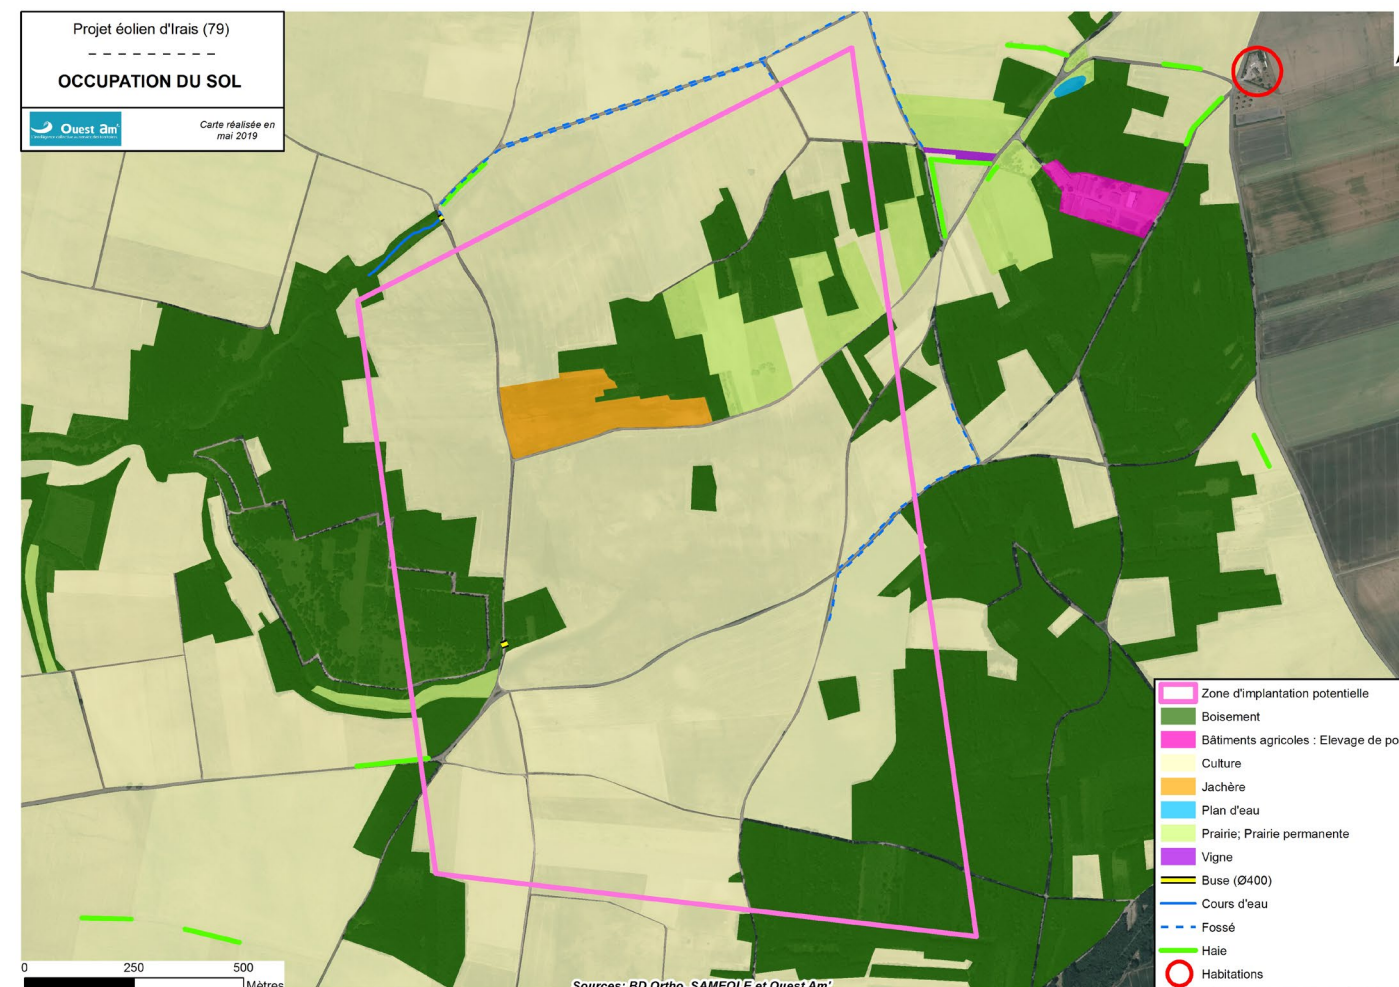 Projet éolien d'Irais (79)
OCCUPATION DU SOL
Ouest am'
Carte réalisée en
mai 2019
Zone d'implantation potentielle
Boisement
Bâtiments agricoles : Elevage de po
Culture
Jachère
Plan d'eau
Prairie; Prairie permanente
Vigne
Buse (Ø400)
Cours d'eau
Fossé
Haie
Habitations
0 250 500
Mètres
Sources: BD Ortho, SAMEOLE et Ouest Am'